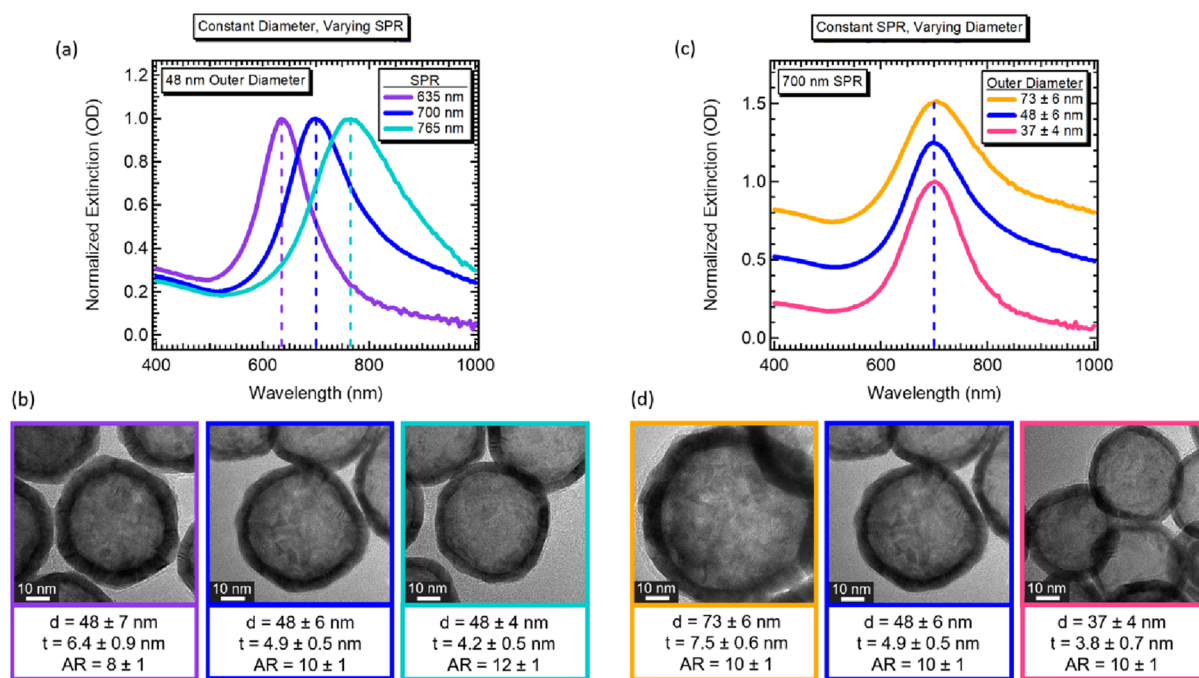 Constant Diameter, Varying SPR
(a)
48 nm Outer Diameter
SPR
635 nm
700 nm
765 nm
Normalized Extinction (OD)
1.2
1.0
0.8
0.6
0.4
0.2
0.0
400
600
800
1000
Wavelength (nm)
Constant SPR, Varying Diameter
(c)
700 nm SPR
Outer Diameter
73 ± 6 nm
48 ± 6 nm
37 ± 4 nm
Normalized Extinction (OD)
1.5
1.0
0.5
0.0
400
600
800
1000
Wavelength (nm)
(b)
10 nm
d = 48 ± 7 nm
t = 6.4 ± 0.9 nm
AR = 8 ± 1
10 nm
d = 48 ± 6 nm
t = 4.9 ± 0.5 nm
AR = 10 ± 1
10 nm
d = 48 ± 4 nm
t = 4.2 ± 0.5 nm
AR = 12 ± 1
(d)
10 nm
d = 73 ± 6 nm
t = 7.5 ± 0.6 nm
AR = 10 ± 1
10 nm
d = 48 ± 6 nm
t = 4.9 ± 0.5 nm
AR = 10 ± 1
10 nm
d = 37 ± 4 nm
t = 3.8 ± 0.7 nm
AR = 10 ± 1